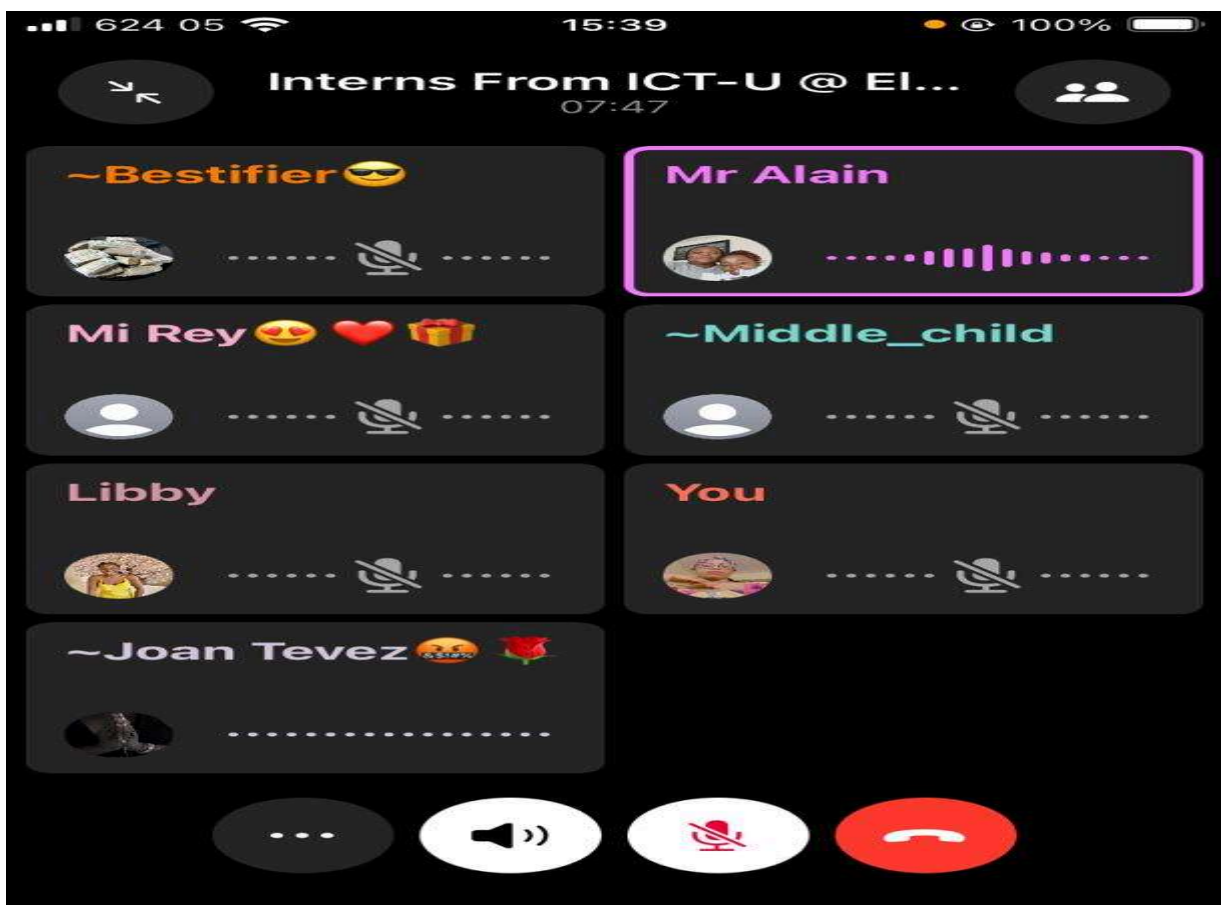 624 05 15:39 100%
Interns From ICT-U @ El...
07:47
~Bestifier😎 Mr Alain
Mi Rey😍❤️🎁 ~Middle_child
Libby You
~Joan Tevez🤬🌹